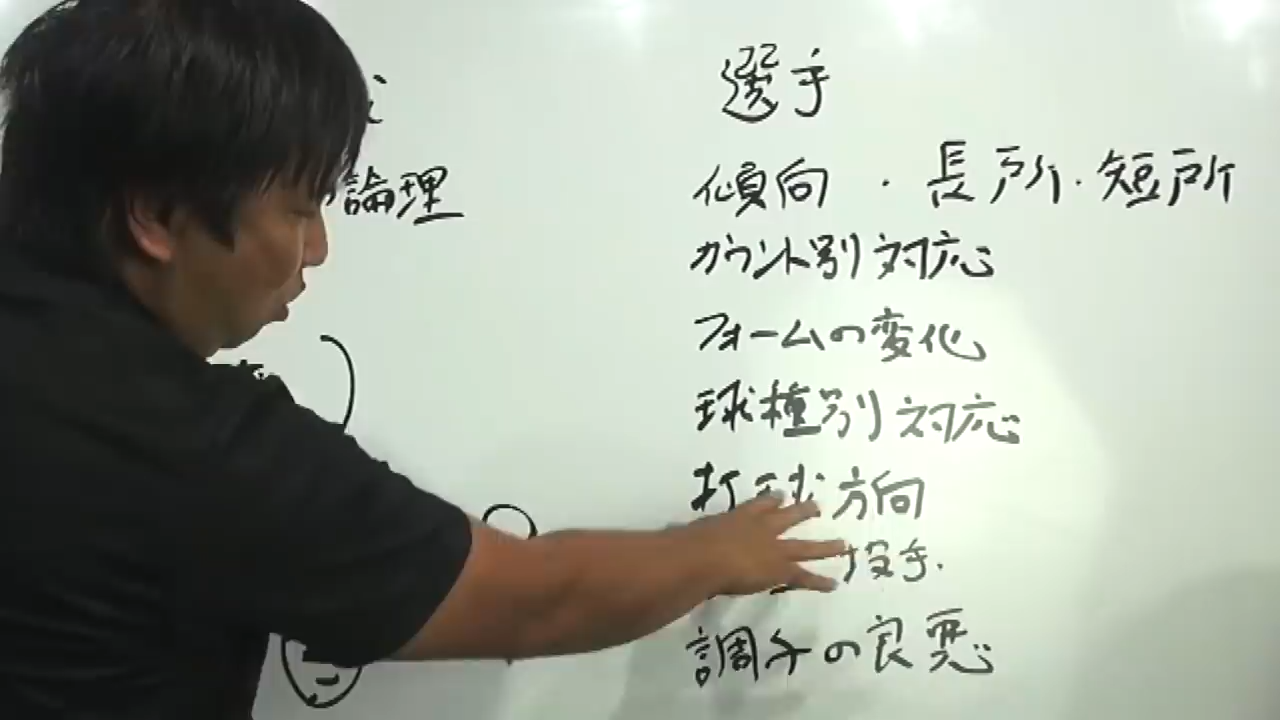 論理
選手
傾向・長所・短所
カウント別対応
フォームの変化
球種別対応
打球方向
投手
調子の良悪